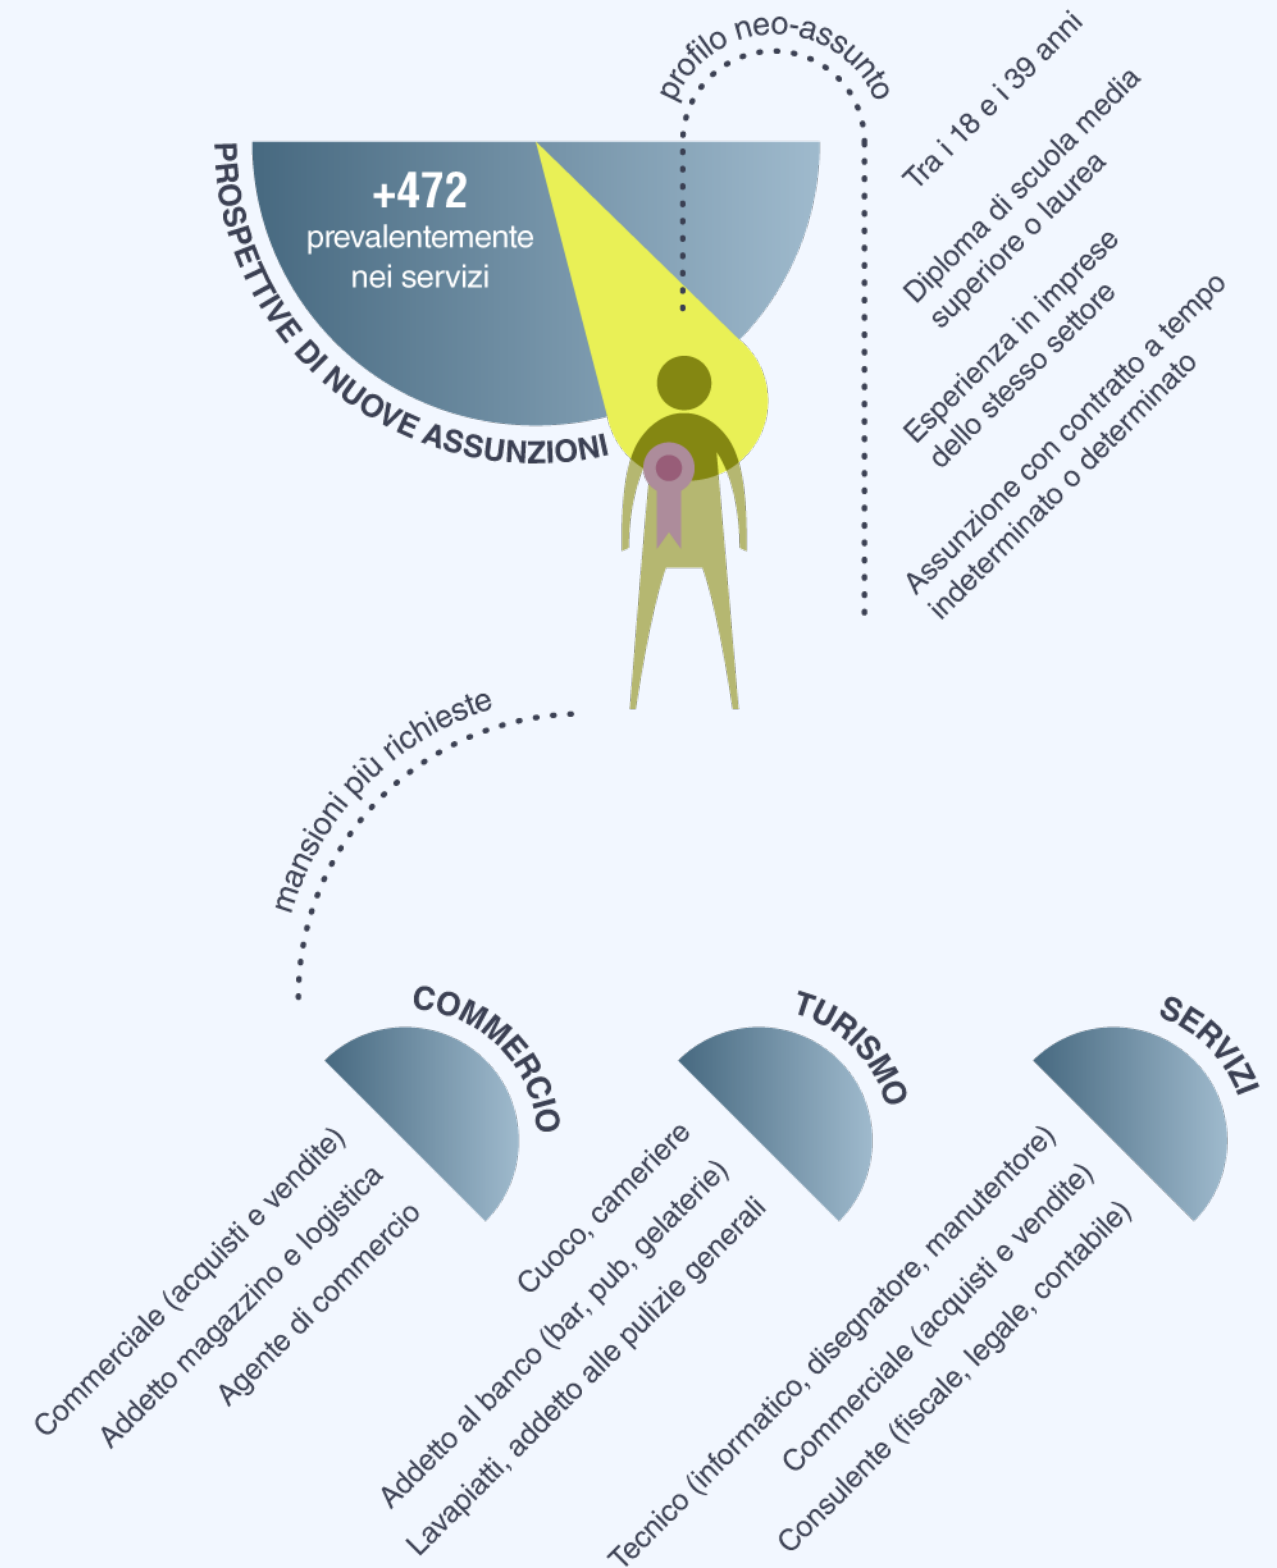 profilo neo-assunto
Tra i 18 e i 39 anni
Diploma di scuola media
superiore o laurea
Esperienza in imprese
dello stesso settore
Assunzione con contratto a tempo
indeterminato o determinato
+472
prevalentemente
nei servizi
PROSPETTIVE DI NUOVE ASSUNZIONI
mansioni più richieste
COMMERCIO
Commerciale (acquisti e vendite)
Addetto magazzino e logistica
Agente di commercio
TURISMO
Cuoco, cameriere
Addetto al banco (bar, pub, gelaterie)
Lavapiatti, addetto alle pulizie generali
SERVIZI
Tecnico (informatico, disegnatore, manutentore)
Commerciale (acquisti e vendite)
Consulente (fiscale, legale, contabile)